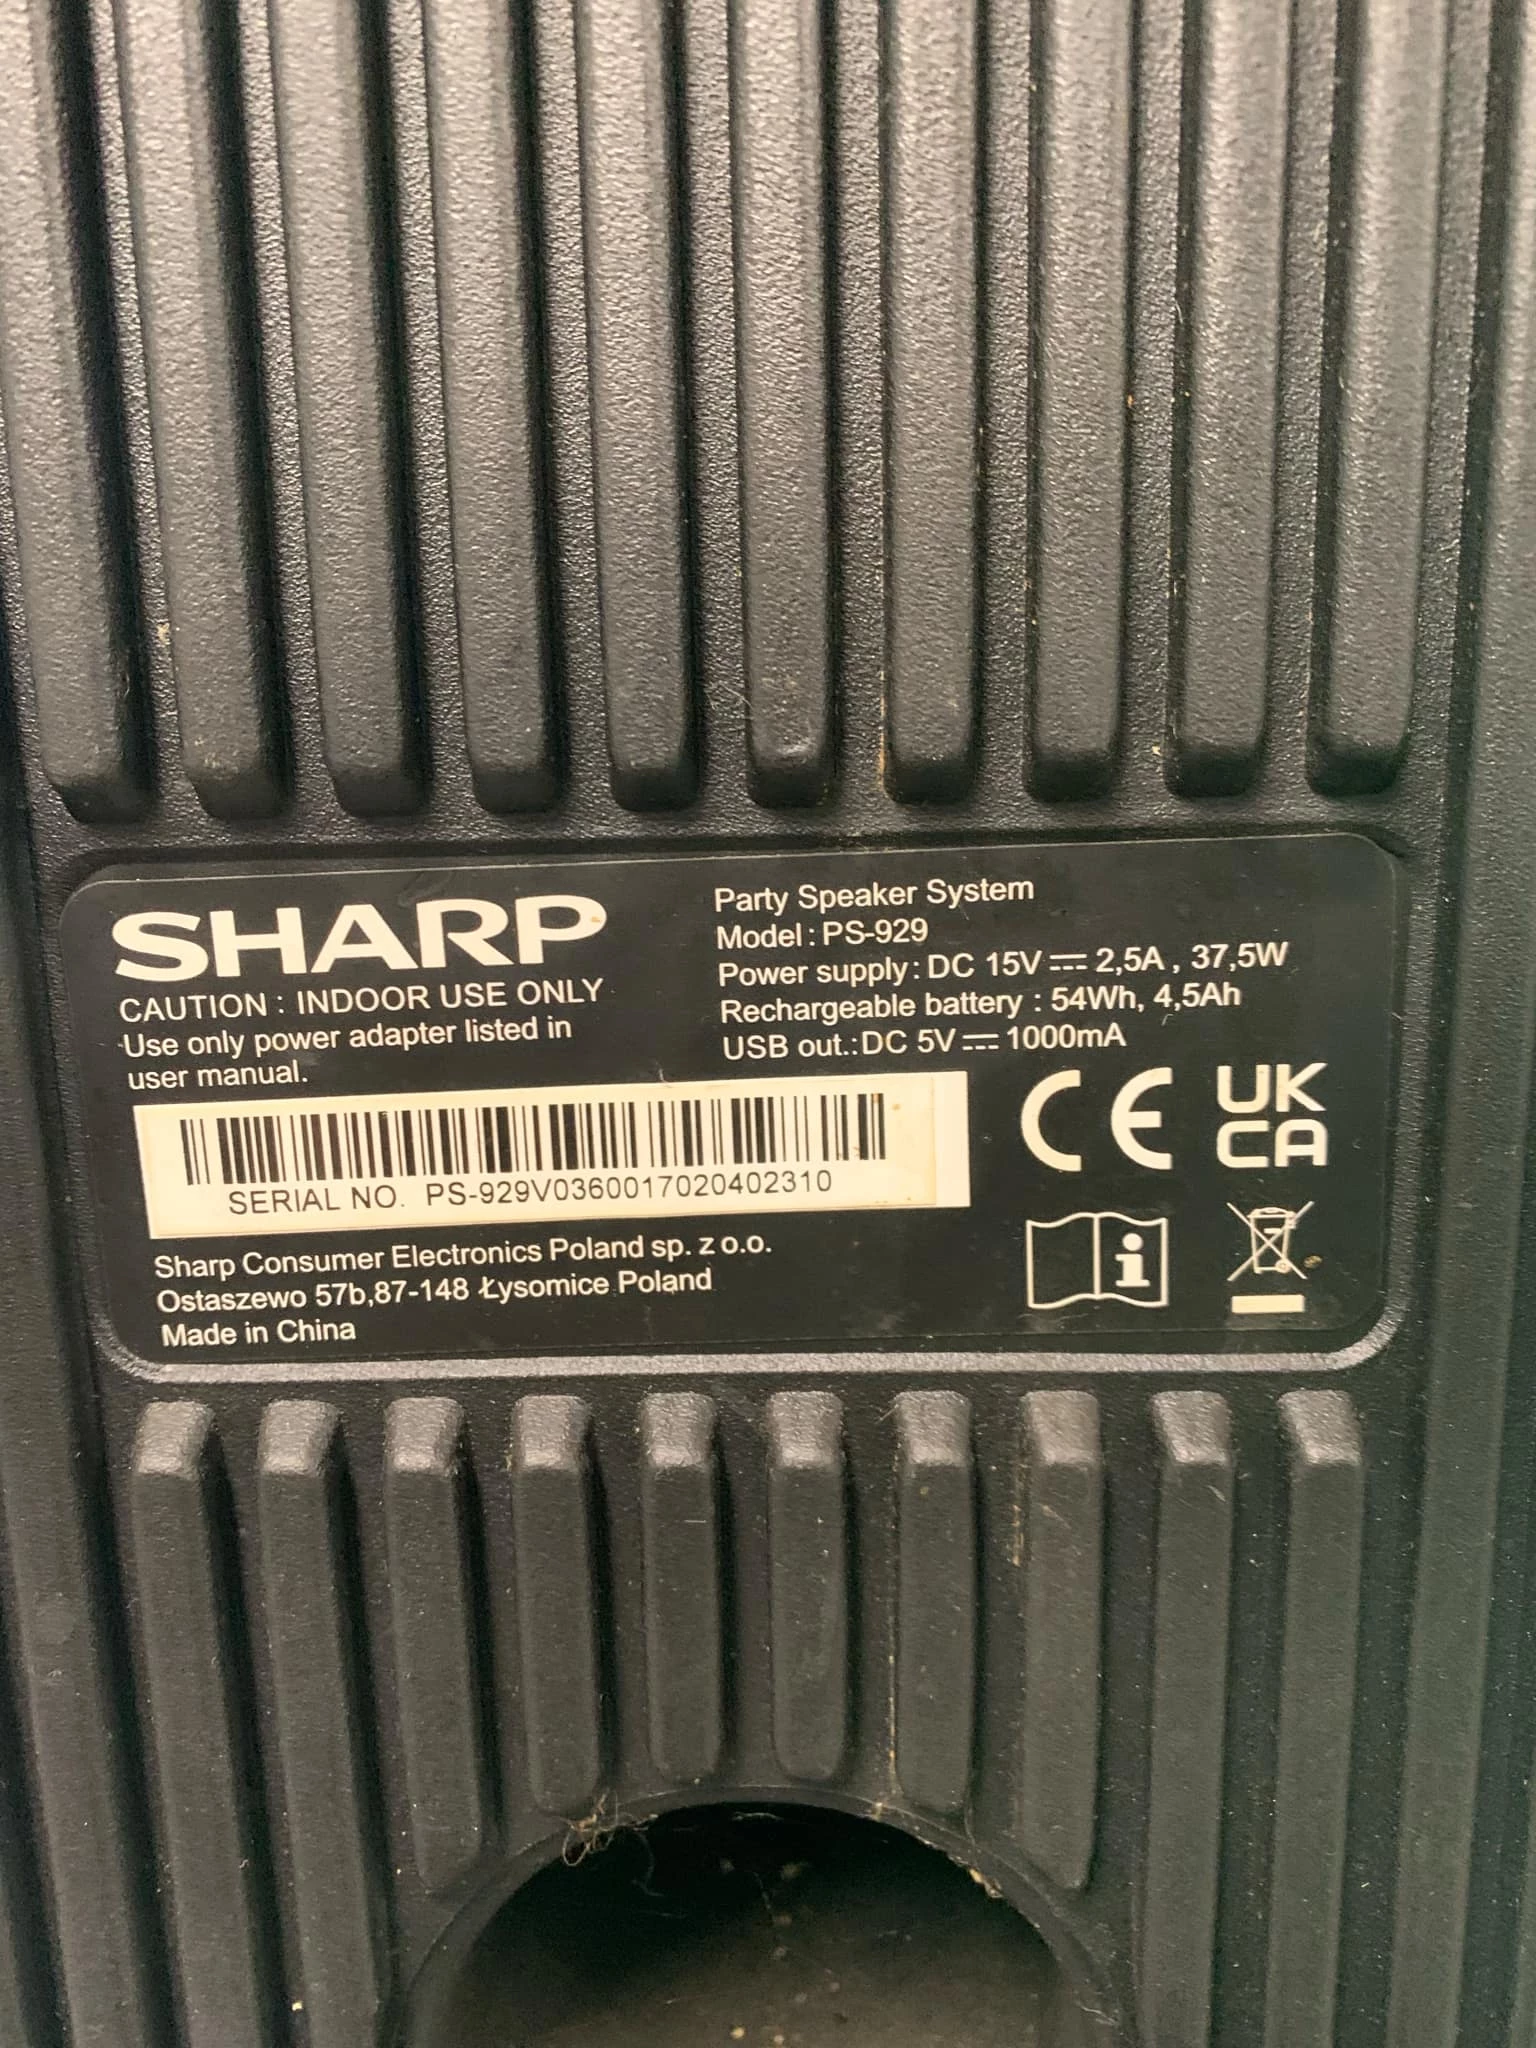 SHARP
CAUTION : INDOOR USE ONLY
Use only power adapter listed in
user manual.
Party Speaker System
Model : PS-929
Power supply : DC 15V ⎓ 2,5A , 37,5W
Rechargeable battery : 54Wh, 4,5Ah
USB out.: DC 5V ⎓ 1000mA
SERIAL NO. PS-929V0360017020402310
CE
UK
CA
Sharp Consumer Electronics Poland sp. z o.o.
Ostaszewo 57b,87-148 Łysomice Poland
Made in China